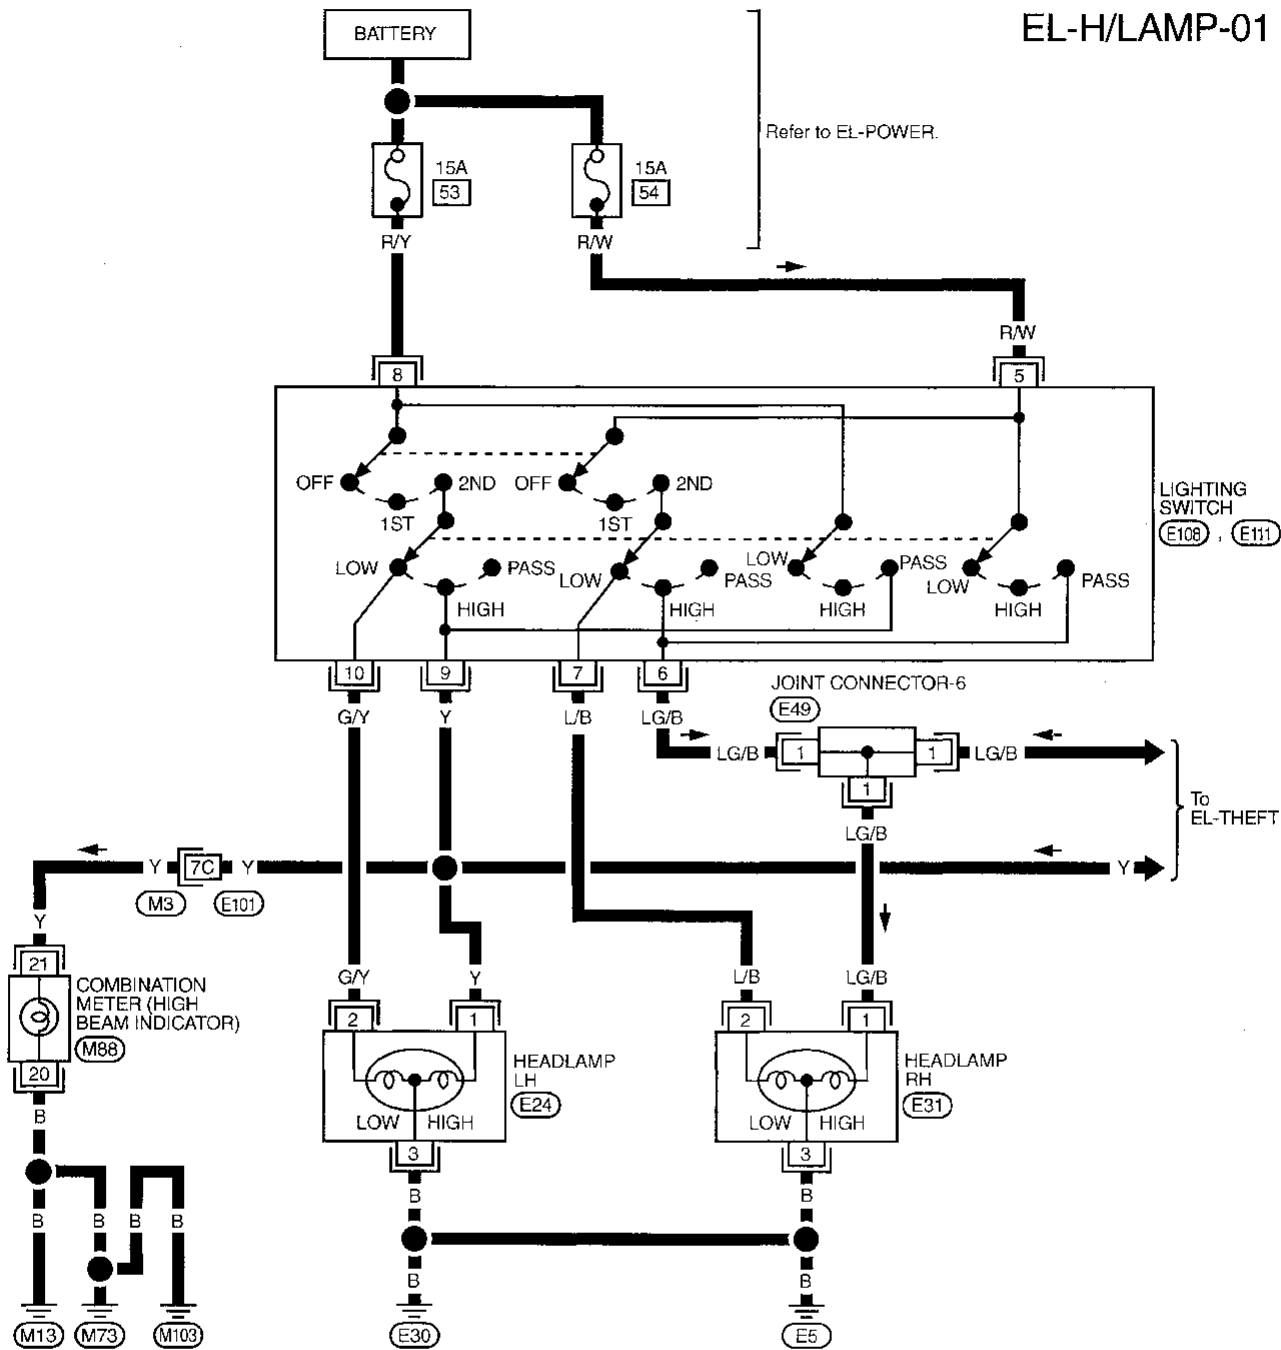 EL-H/LAMP-01
BATTERY
Refer to EL-POWER.
15A
53
15A
54
R/Y
R/W
R/W
8
5
OFF
2ND
OFF
2ND
1ST
1ST
LIGHTING
SWITCH
E108 , E111
LOW
PASS
LOW
PASS
LOW
PASS
LOW
PASS
HIGH
HIGH
HIGH
HIGH
10
9
7
6
JOINT CONNECTOR-6
E49
G/Y
Y
L/B
LG/B
LG/B
1
1
LG/B
1
To
EL-THEFT
LG/B
Y
7C
Y
Y
M3
E101
Y
21
COMBINATION
METER (HIGH
BEAM INDICATOR)
M88
20
G/Y
Y
L/B
LG/B
2
1
2
1
HEADLAMP
LH
E24
HEADLAMP
RH
E31
LOW
HIGH
LOW
HIGH
3
3
B
B
B
B
B
B
B
B
B
M13
M73
M103
E30
E5